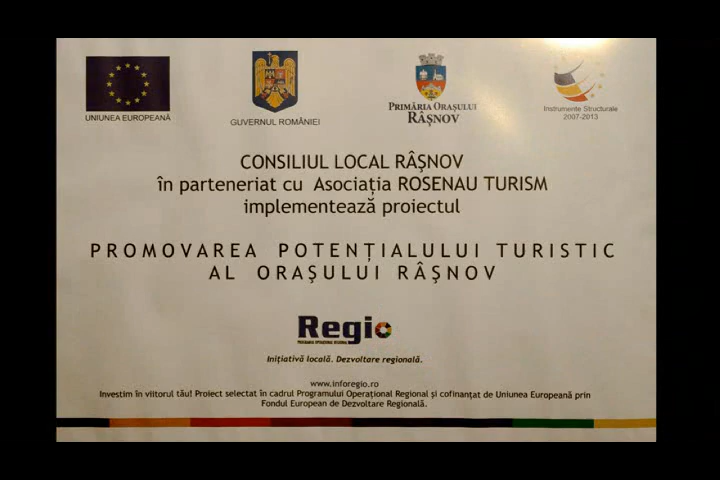 UNIUNEA EUROPEANĂ
GUVERNUL ROMÂNIEI
PRIMĂRIA ORAŞULUI
RÂŞNOV
Instrumente Structurale
2007-2013
CONSILIUL LOCAL RÂŞNOV
în parteneriat cu Asociaţia ROSENAU TURISM
implementează proiectul
PROMOVAREA POTENŢIALULUI TURISTIC
AL ORAŞULUI RÂŞNOV
Regio
PROGRAMUL OPERAŢIONAL REGIONAL
Iniţiativă locală. Dezvoltare regională.
www.inforegio.ro
Investim în viitorul tău! Proiect selectat în cadrul Programului Operaţional Regional şi cofinanţat de Uniunea Europeană prin
Fondul European de Dezvoltare Regională.